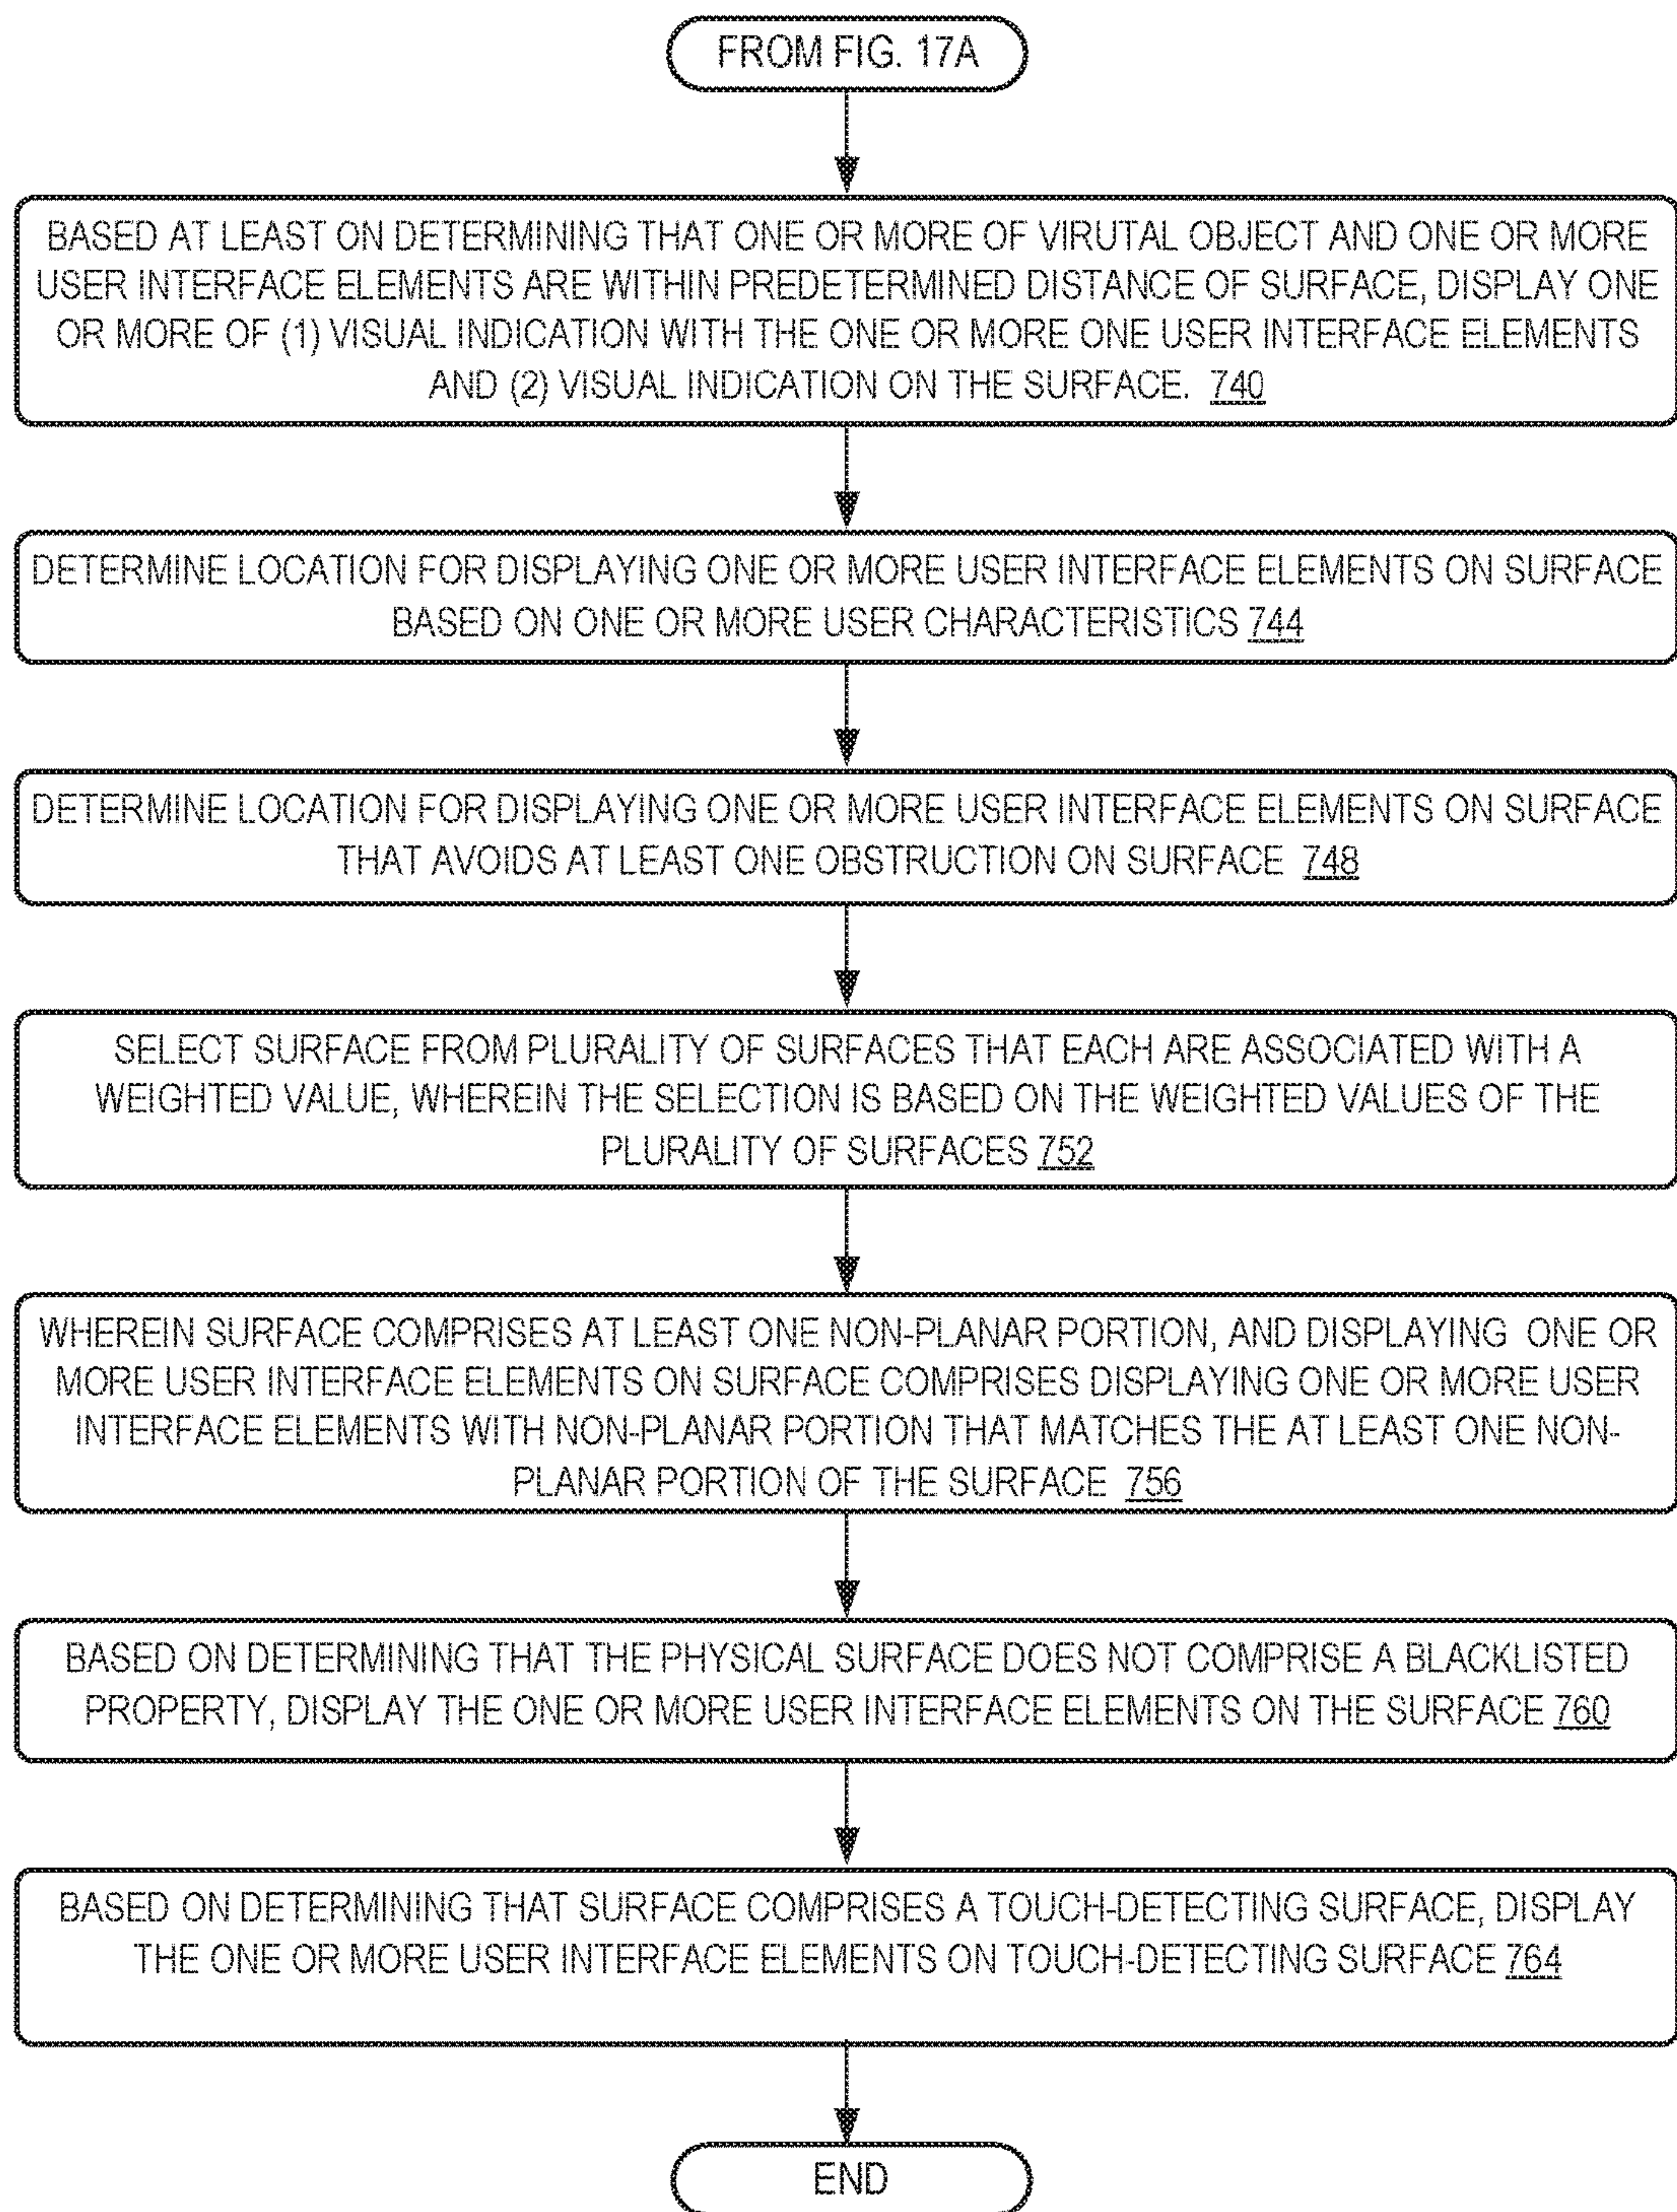 FROM FIG. 17A
BASED AT LEAST ON DETERMINING THAT ONE OR MORE OF VIRUTAL OBJECT AND ONE OR MORE
USER INTERFACE ELEMENTS ARE WITHIN PREDETERMINED DISTANCE OF SURFACE, DISPLAY ONE
OR MORE OF (1) VISUAL INDICATION WITH THE ONE OR MORE ONE USER INTERFACE ELEMENTS
AND (2) VISUAL INDICATION ON THE SURFACE. 740
DETERMINE LOCATION FOR DISPLAYING ONE OR MORE USER INTERFACE ELEMENTS ON SURFACE
BASED ON ONE OR MORE USER CHARACTERISTICS 744
DETERMINE LOCATION FOR DISPLAYING ONE OR MORE USER INTERFACE ELEMENTS ON SURFACE
THAT AVOIDS AT LEAST ONE OBSTRUCTION ON SURFACE 748
SELECT SURFACE FROM PLURALITY OF SURFACES THAT EACH ARE ASSOCIATED WITH A
WEIGHTED VALUE, WHEREIN THE SELECTION IS BASED ON THE WEIGHTED VALUES OF THE
PLURALITY OF SURFACES 752
WHEREIN SURFACE COMPRISES AT LEAST ONE NON-PLANAR PORTION, AND DISPLAYING ONE OR
MORE USER INTERFACE ELEMENTS ON SURFACE COMPRISES DISPLAYING ONE OR MORE USER
INTERFACE ELEMENTS WITH NON-PLANAR PORTION THAT MATCHES THE AT LEAST ONE NON-
PLANAR PORTION OF THE SURFACE 756
BASED ON DETERMINING THAT THE PHYSICAL SURFACE DOES NOT COMPRISE A BLACKLISTED
PROPERTY, DISPLAY THE ONE OR MORE USER INTERFACE ELEMENTS ON THE SURFACE 760
BASED ON DETERMINING THAT SURFACE COMPRISES A TOUCH-DETECTING SURFACE, DISPLAY
THE ONE OR MORE USER INTERFACE ELEMENTS ON TOUCH-DETECTING SURFACE 764
END